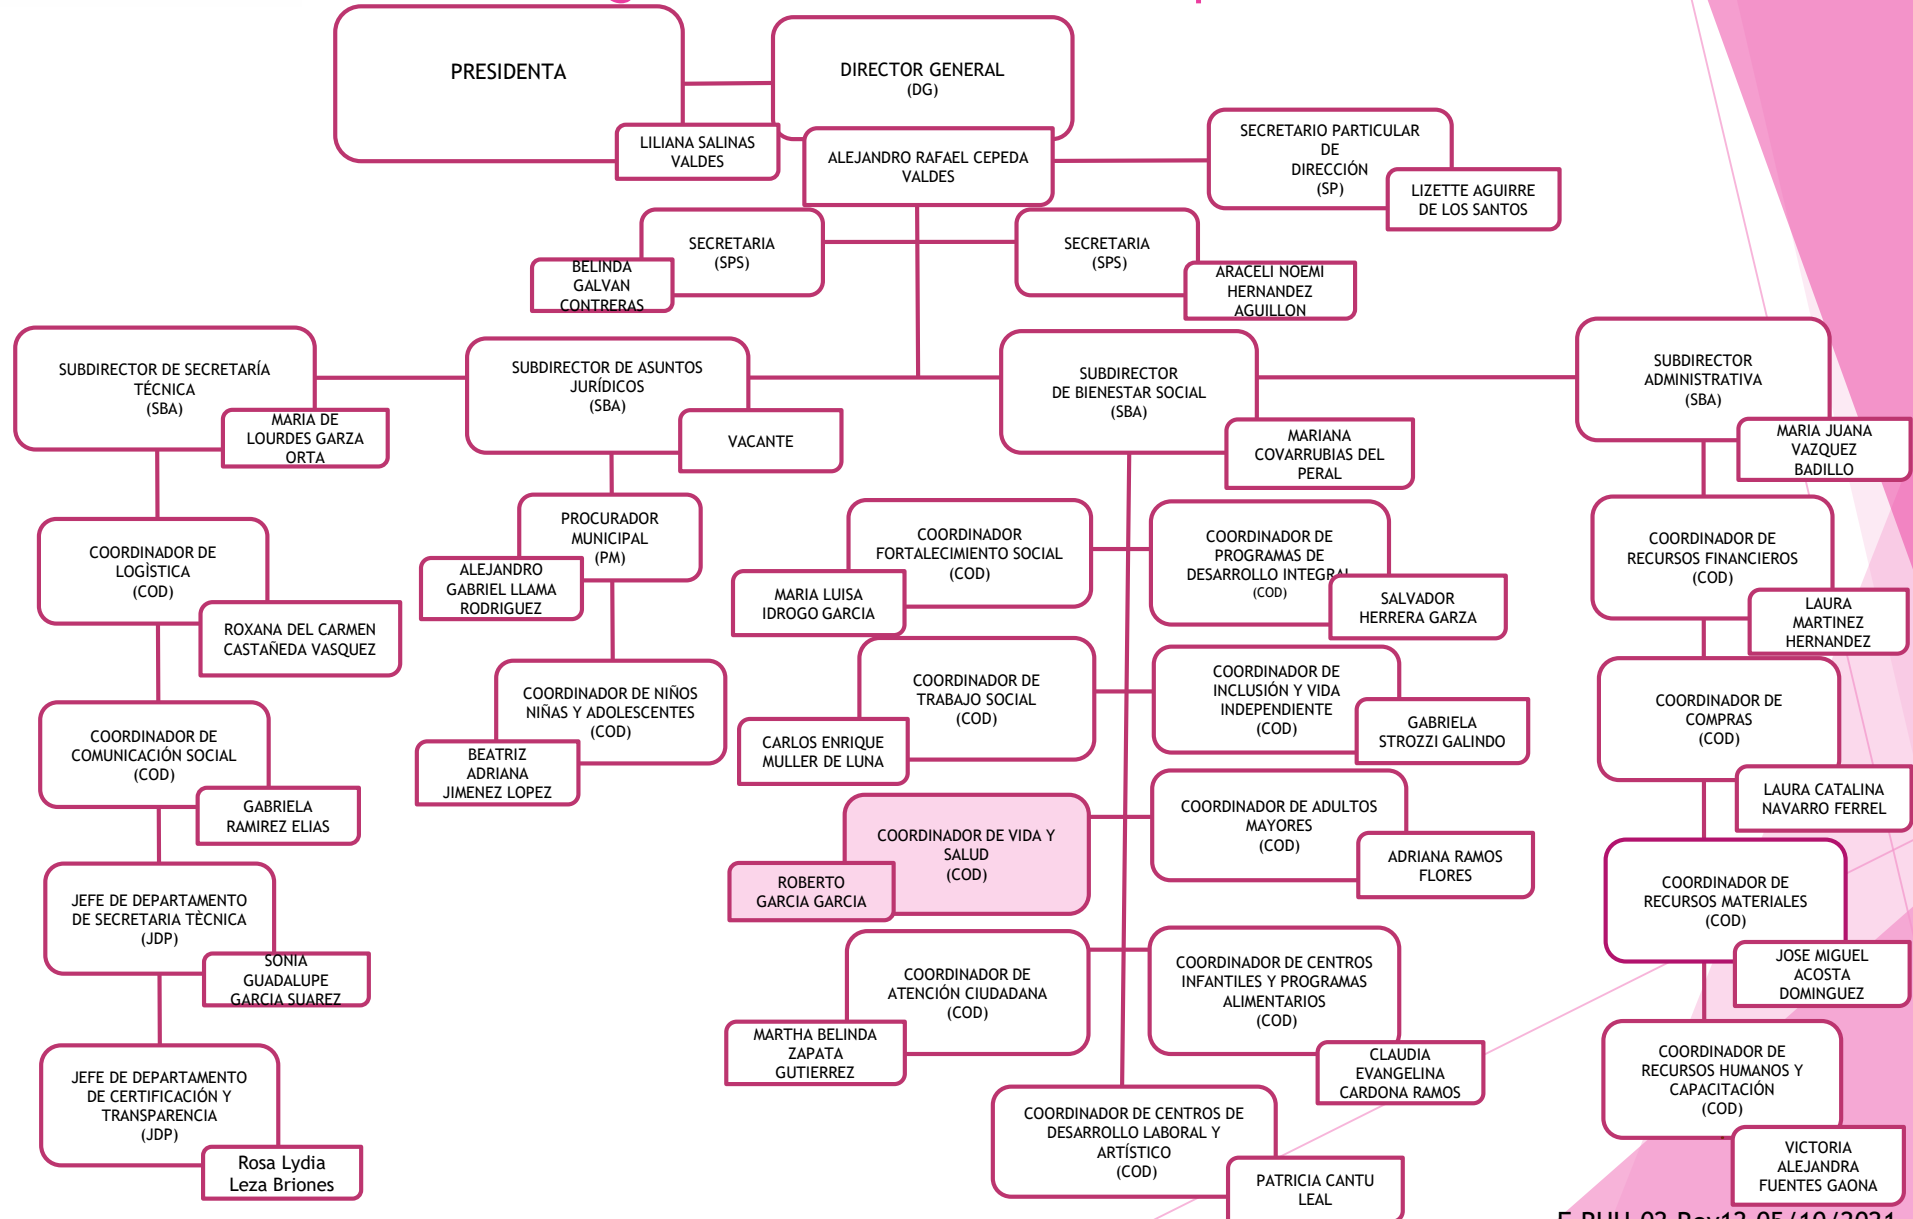 PRESIDENTA
LILIANA SALINAS
VALDES
DIRECTOR GENERAL
(DG)
ALEJANDRO RAFAEL CEPEDA
VALDES
SECRETARIO PARTICULAR
DE
DIRECCIÓN
(SP)
LIZETTE AGUIRRE
DE LOS SANTOS
SECRETARIA
(SPS)
BELINDA
GALVAN
CONTRERAS
SECRETARIA
(SPS)
ARACELI NOEMI
HERNANDEZ
AGUILLON
SUBDIRECTOR DE SECRETARÍA
TÉCNICA
(SBA)
MARIA DE
LOURDES GARZA
ORTA
SUBDIRECTOR DE ASUNTOS
JURÍDICOS
(SBA)
VACANTE
SUBDIRECTOR
DE BIENESTAR SOCIAL
(SBA)
MARIANA
COVARRUBIAS DEL
PERAL
SUBDIRECTOR
ADMINISTRATIVA
(SBA)
MARIA JUANA
VAZQUEZ
BADILLO
COORDINADOR DE
LOGÌSTICA
(COD)
ROXANA DEL CARMEN
CASTAÑEDA VASQUEZ
COORDINADOR DE
COMUNICACIÓN SOCIAL
(COD)
GABRIELA
RAMIREZ ELIAS
JEFE DE DEPARTAMENTO
DE SECRETARIA TÈCNICA
(JDP)
SONIA
GUADALUPE
GARCIA SUAREZ
JEFE DE DEPARTAMENTO
DE CERTIFICACIÓN Y
TRANSPARENCIA
(JDP)
Rosa Lydia
Leza Briones
PROCURADOR
MUNICIPAL
(PM)
ALEJANDRO
GABRIEL LLAMA
RODRIGUEZ
COORDINADOR DE NIÑOS
NIÑAS Y ADOLESCENTES
(COD)
BEATRIZ
ADRIANA
JIMENEZ LOPEZ
COORDINADOR
FORTALECIMIENTO SOCIAL
(COD)
MARIA LUISA
IDROGO GARCIA
COORDINADOR DE
PROGRAMAS DE
DESARROLLO INTEGRAL
(COD)
SALVADOR
HERRERA GARZA
COORDINADOR DE
TRABAJO SOCIAL
(COD)
CARLOS ENRIQUE
MULLER DE LUNA
COORDINADOR DE
INCLUSIÓN Y VIDA
INDEPENDIENTE
(COD)
GABRIELA
STROZZI GALINDO
COORDINADOR DE VIDA Y
SALUD
(COD)
ROBERTO
GARCIA GARCIA
COORDINADOR DE ADULTOS
MAYORES
(COD)
ADRIANA RAMOS
FLORES
COORDINADOR DE
ATENCIÓN CIUDADANA
(COD)
MARTHA BELINDA
ZAPATA
GUTIERREZ
COORDINADOR DE CENTROS
INFANTILES Y PROGRAMAS
ALIMENTARIOS
(COD)
CLAUDIA
EVANGELINA
CARDONA RAMOS
COORDINADOR DE CENTROS DE
DESARROLLO LABORAL Y
ARTÍSTICO
(COD)
PATRICIA CANTU
LEAL
COORDINADOR DE
RECURSOS FINANCIEROS
(COD)
LAURA
MARTINEZ
HERNANDEZ
COORDINADOR DE
COMPRAS
(COD)
LAURA CATALINA
NAVARRO FERREL
COORDINADOR DE
RECURSOS MATERIALES
(COD)
JOSE MIGUEL
ACOSTA
DOMINGUEZ
COORDINADOR DE
RECURSOS HUMANOS Y
CAPACITACIÓN
(COD)
VICTORIA
ALEJANDRA
FUENTES GAONA
05/10/2021